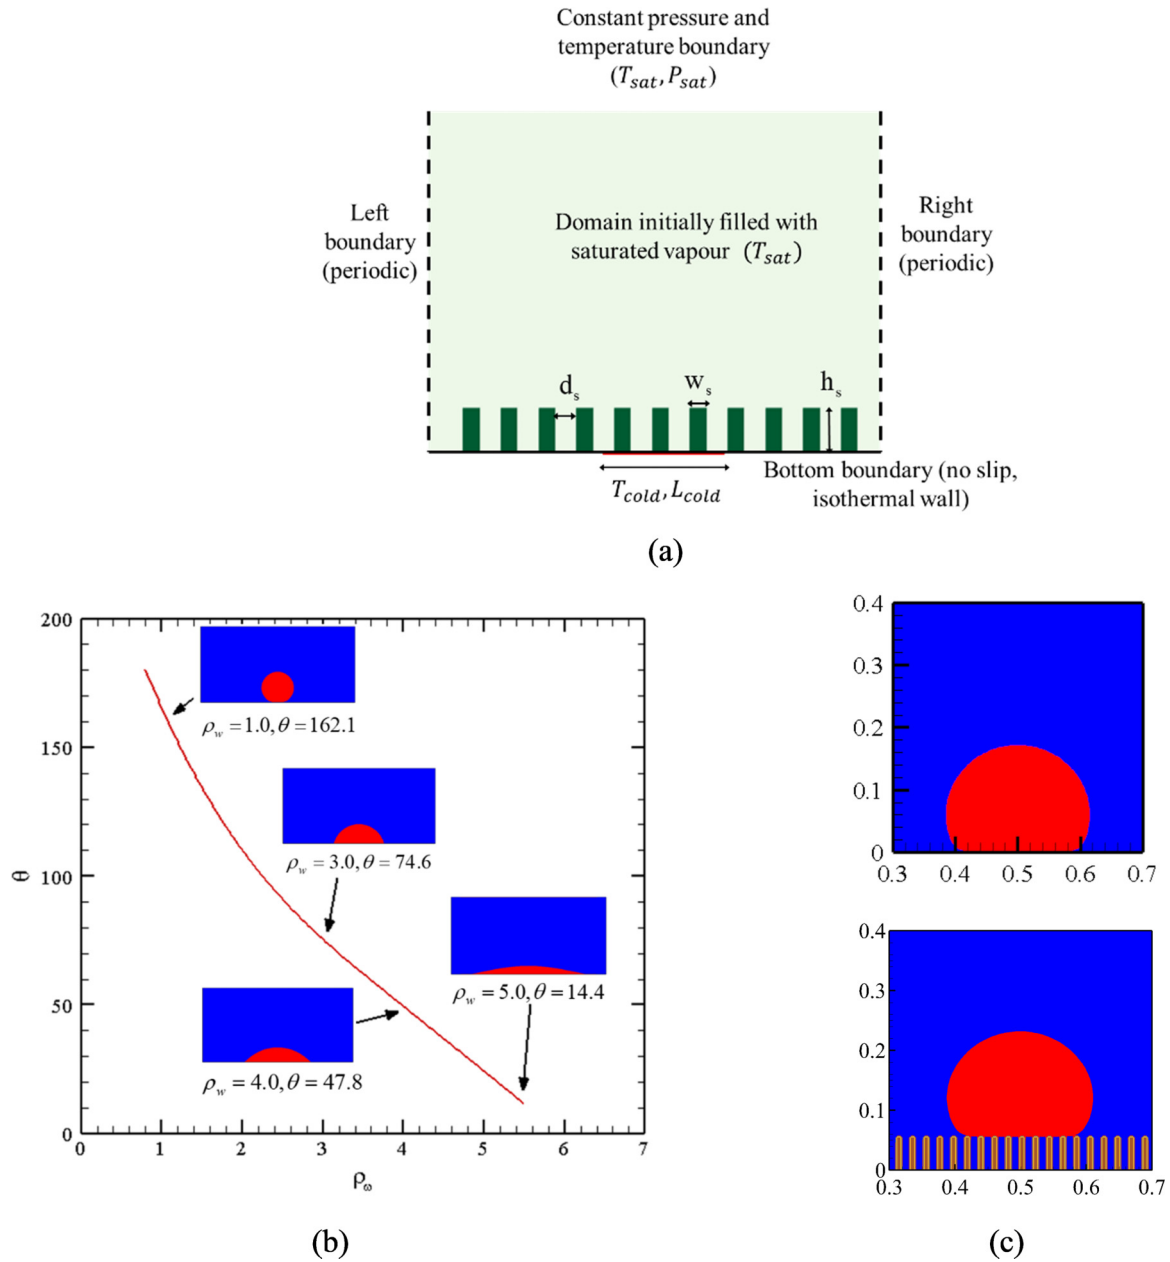 Constant pressure and
temperature boundary
(T_sat, P_sat)
Left
boundary
(periodic)
Domain initially filled with
saturated vapour (T_sat)
Right
boundary
(periodic)
d_s
w_s
h_s
T_cold, L_cold
Bottom boundary (no slip,
isothermal wall)
(a)
200
150
100
50
0
θ
ρ_w = 1.0, θ = 162.1
ρ_w = 3.0, θ = 74.6
ρ_w = 5.0, θ = 14.4
ρ_w = 4.0, θ = 47.8
0 1 2 3 4 5 6 7
ρ_ω
(b)
0.4
0.3
0.2
0.1
0
0.3 0.4 0.5 0.6 0.7
0.4
0.3
0.2
0.1
0
0.3 0.4 0.5 0.6 0.7
(c)